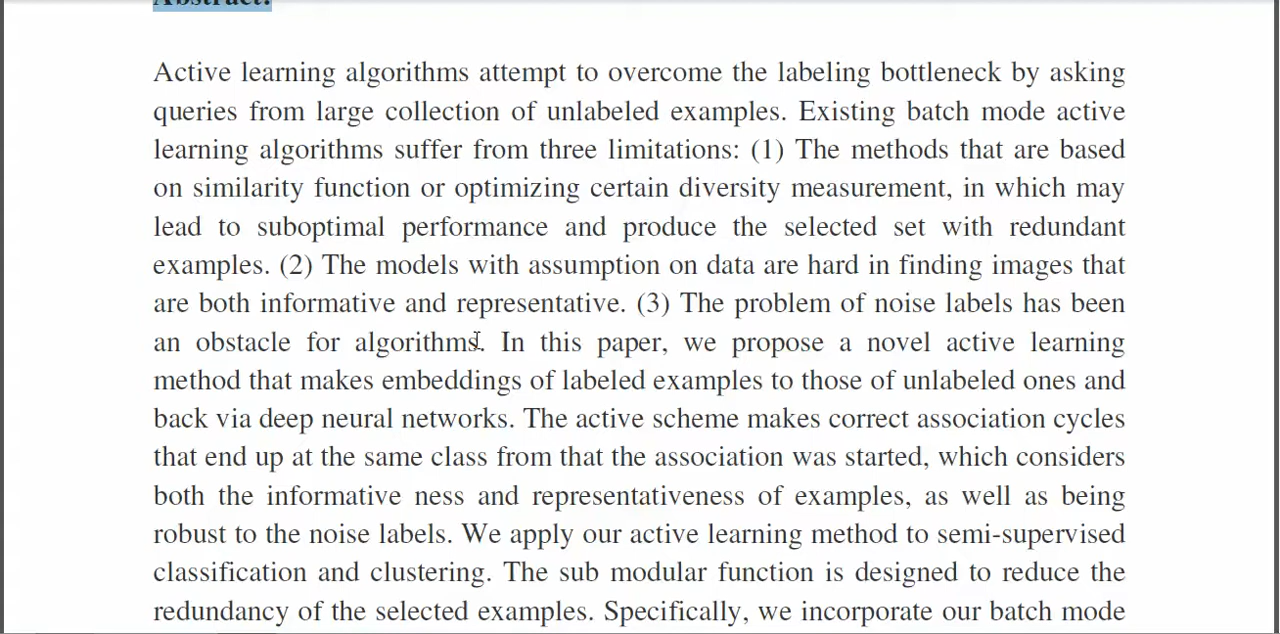 Abstract:
Active learning algorithms attempt to overcome the labeling bottleneck by asking
queries from large collection of unlabeled examples. Existing batch mode active
learning algorithms suffer from three limitations: (1) The methods that are based
on similarity function or optimizing certain diversity measurement, in which may
lead to suboptimal performance and produce the selected set with redundant
examples. (2) The models with assumption on data are hard in finding images that
are both informative and representative. (3) The problem of noise labels has been
an obstacle for algorithms. In this paper, we propose a novel active learning
method that makes embeddings of labeled examples to those of unlabeled ones and
back via deep neural networks. The active scheme makes correct association cycles
that end up at the same class from that the association was started, which considers
both the informative ness and representativeness of examples, as well as being
robust to the noise labels. We apply our active learning method to semi-supervised
classification and clustering. The sub modular function is designed to reduce the
redundancy of the selected examples. Specifically, we incorporate our batch mode